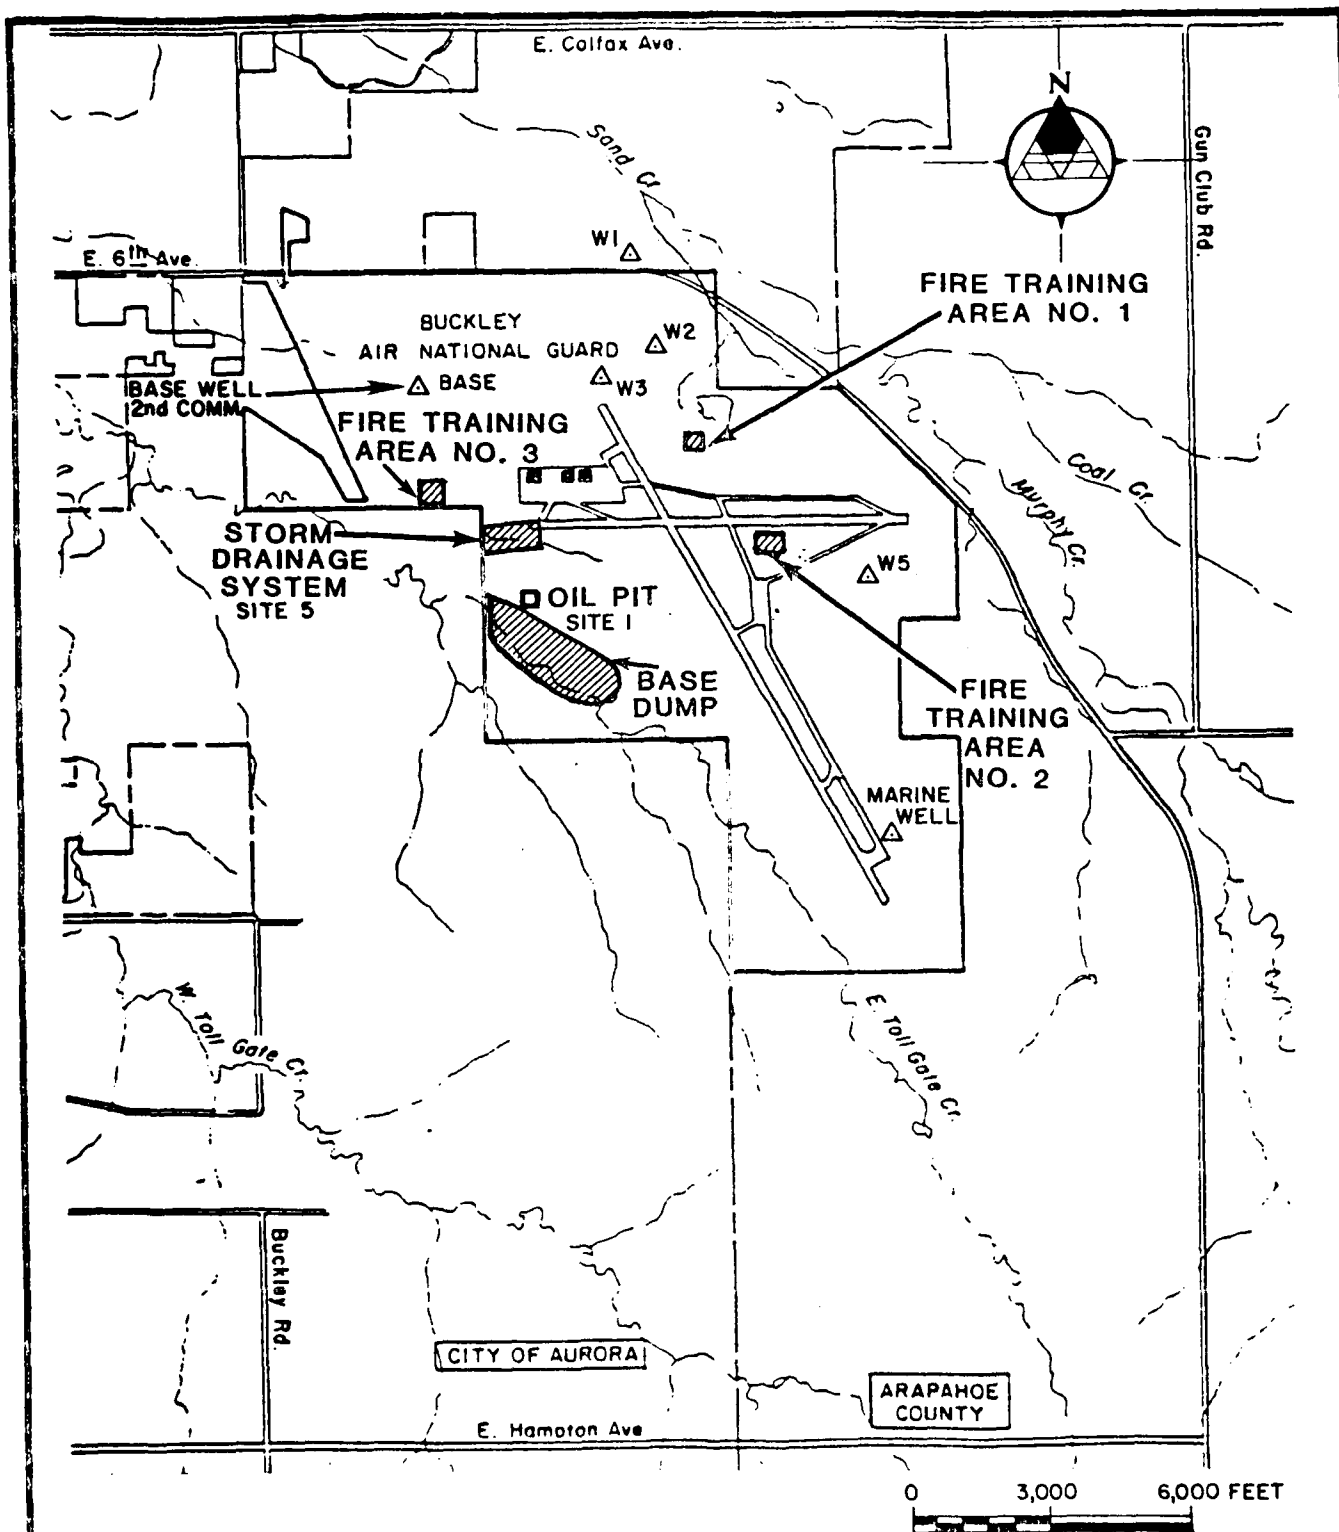 E. Colfax Ave.
N
Sand Cr.
Gun Club Rd.
W1
E. 6th Ave.
FIRE TRAINING
AREA NO. 1
BUCKLEY
AIR NATIONAL GUARD
BASE
W2
W3
BASE WELL
2nd COMM.
FIRE TRAINING
AREA NO. 3
Coal Cr.
Murphy Cr.
STORM
DRAINAGE
SYSTEM
SITE 5
W5
OIL PIT
SITE 1
BASE
DUMP
FIRE
TRAINING
AREA
NO. 2
MARINE
WELL
W. Toll Gate Cr.
E. Toll Gate Cr.
Buckley Rd.
CITY OF AURORA
ARAPAHOE
COUNTY
E. Hampton Ave
0 3,000 6,000 FEET